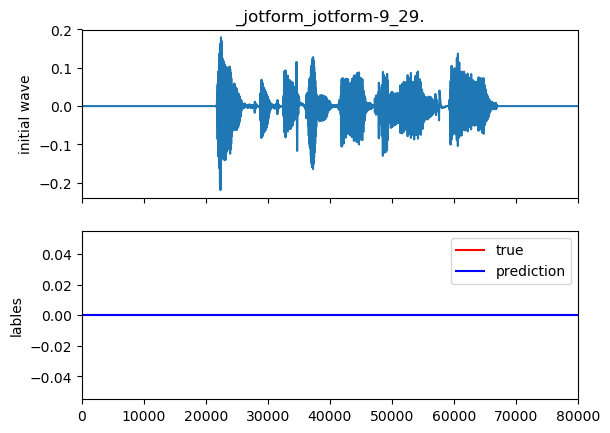 _jotform_jotform-9_29.
0.2
0.1
0.0
−0.1
−0.2
initial wave
true
prediction
0.04
0.02
0.00
−0.02
−0.04
lables
0 10000 20000 30000 40000 50000 60000 70000 80000